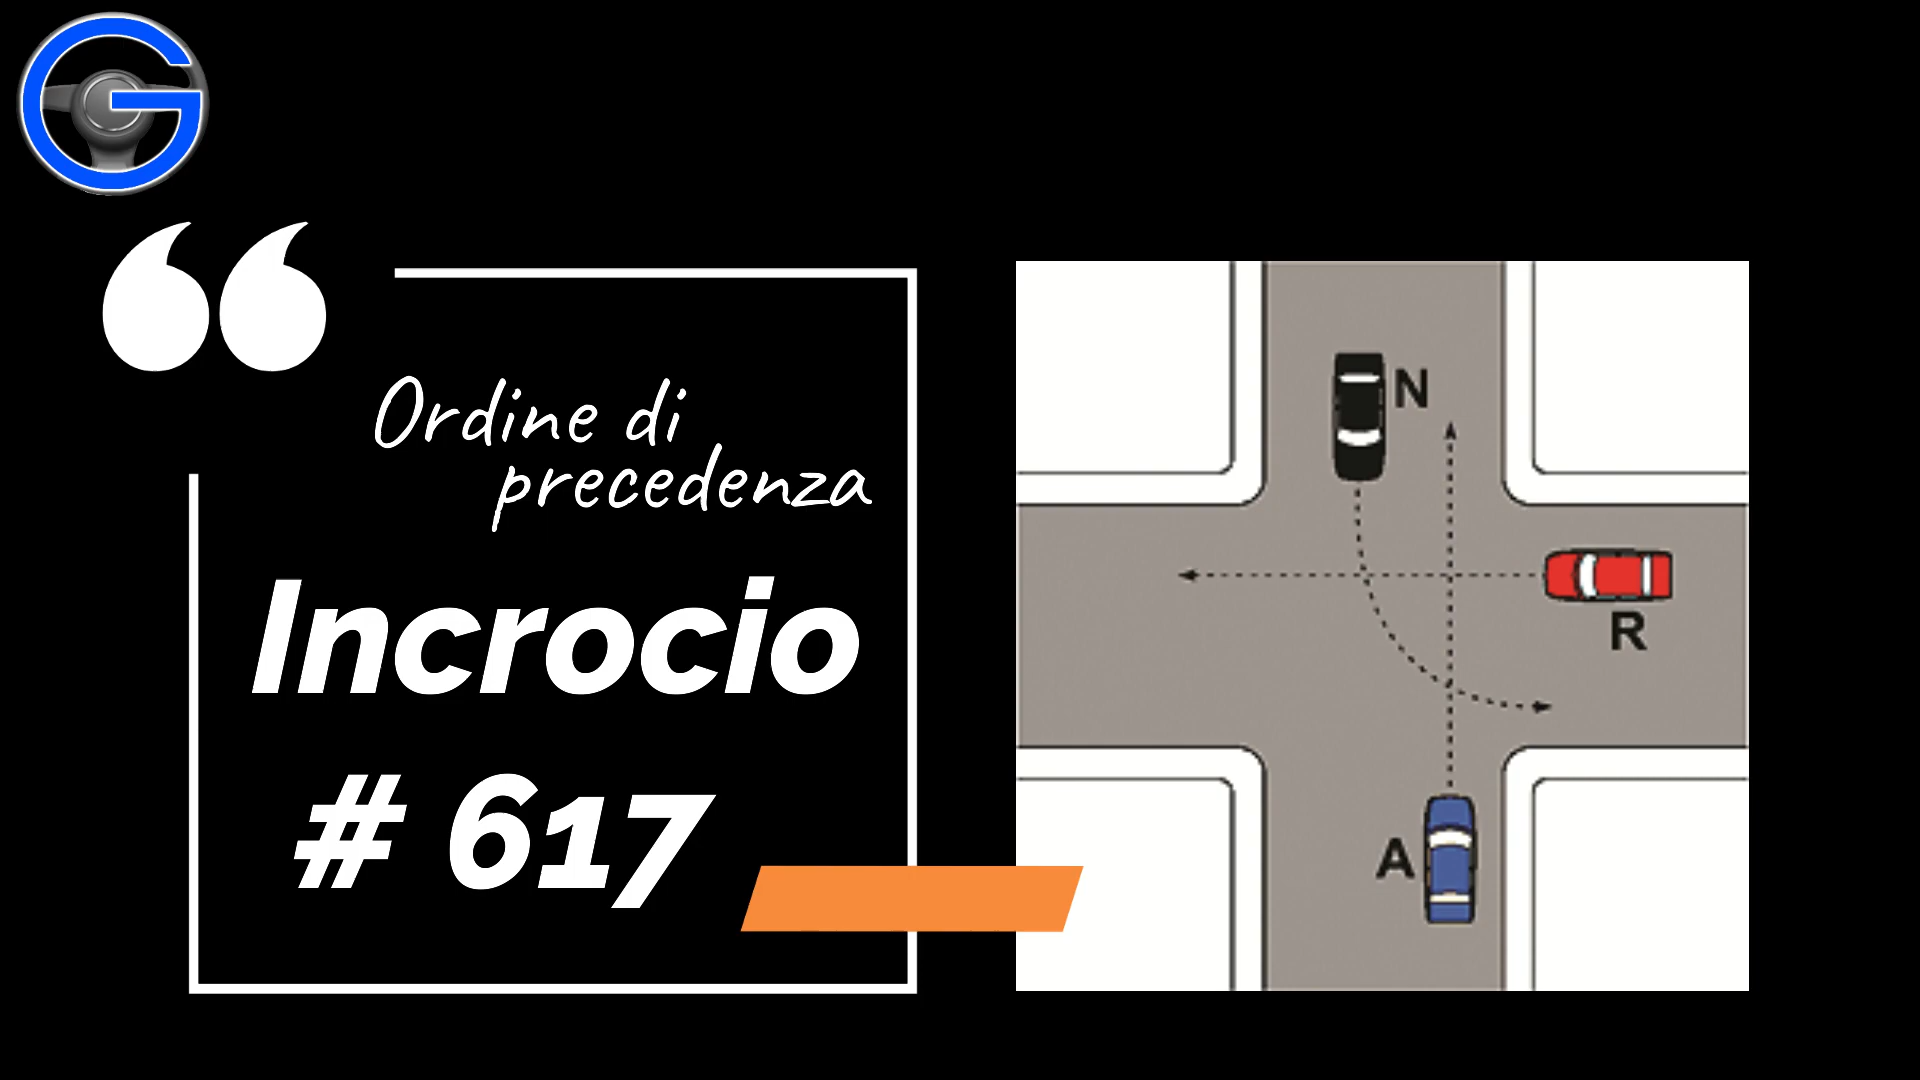 G
Ordine di
precedenza
Incrocio
# 617
N
R
A